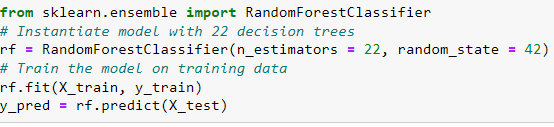 from sklearn.ensemble import RandomForestClassifier
# Instantiate model with 22 decision trees
rf = RandomForestClassifier(n_estimators = 22, random_state = 42)
# Train the model on training data
rf.fit(X_train, y_train)
y_pred = rf.predict(X_test)